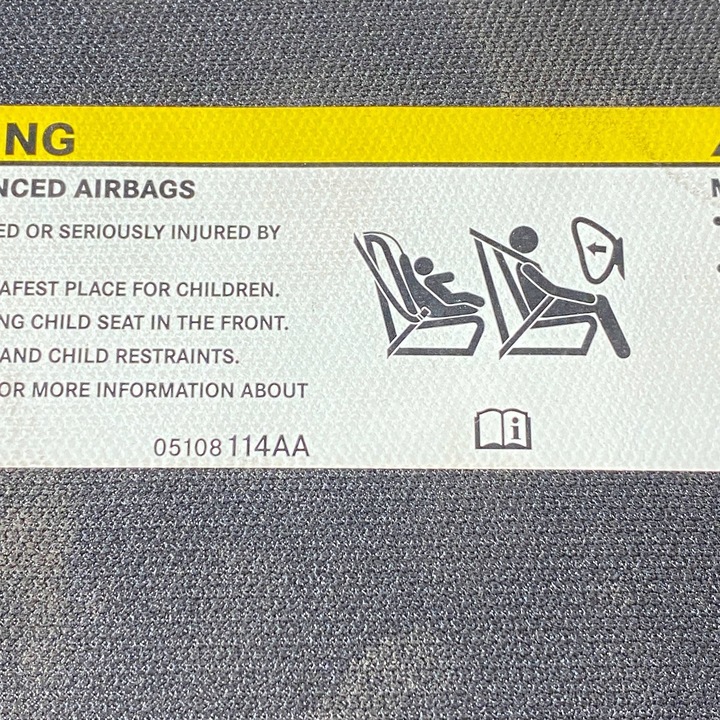 NG
NCED AIRBAGS
ED OR SERIOUSLY INJURED BY
AFEST PLACE FOR CHILDREN.
NG CHILD SEAT IN THE FRONT.
AND CHILD RESTRAINTS.
OR MORE INFORMATION ABOUT
05108114AA
i